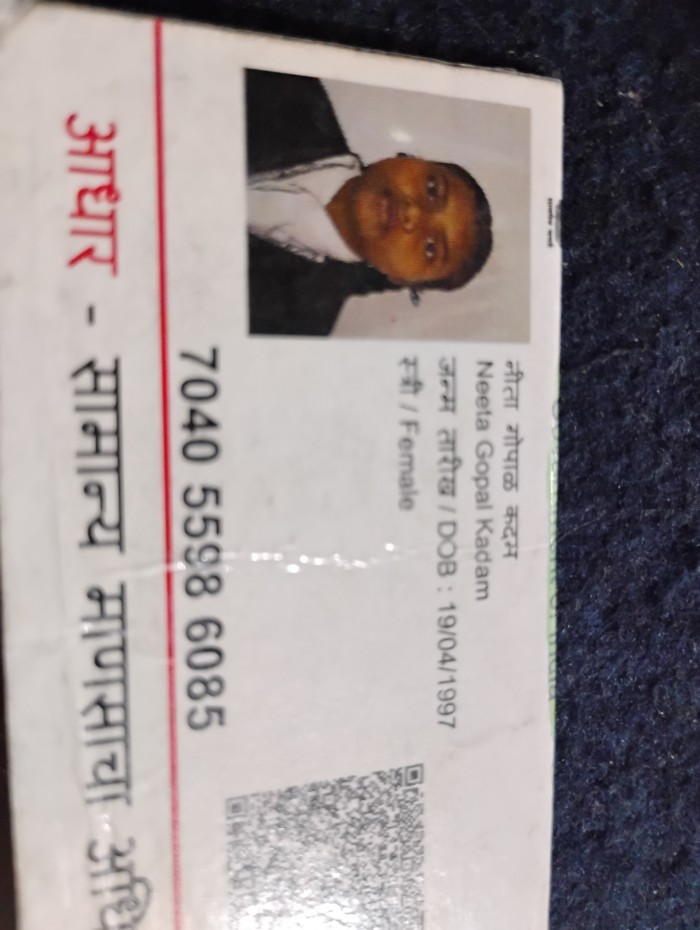 नीता गोपाळ कदम
Neeta Gopal Kadam
जन्म तारीख / DOB : 19/04/1997
स्त्री / Female
7040 5598 6085
आधार - सामान्य माणसाचा